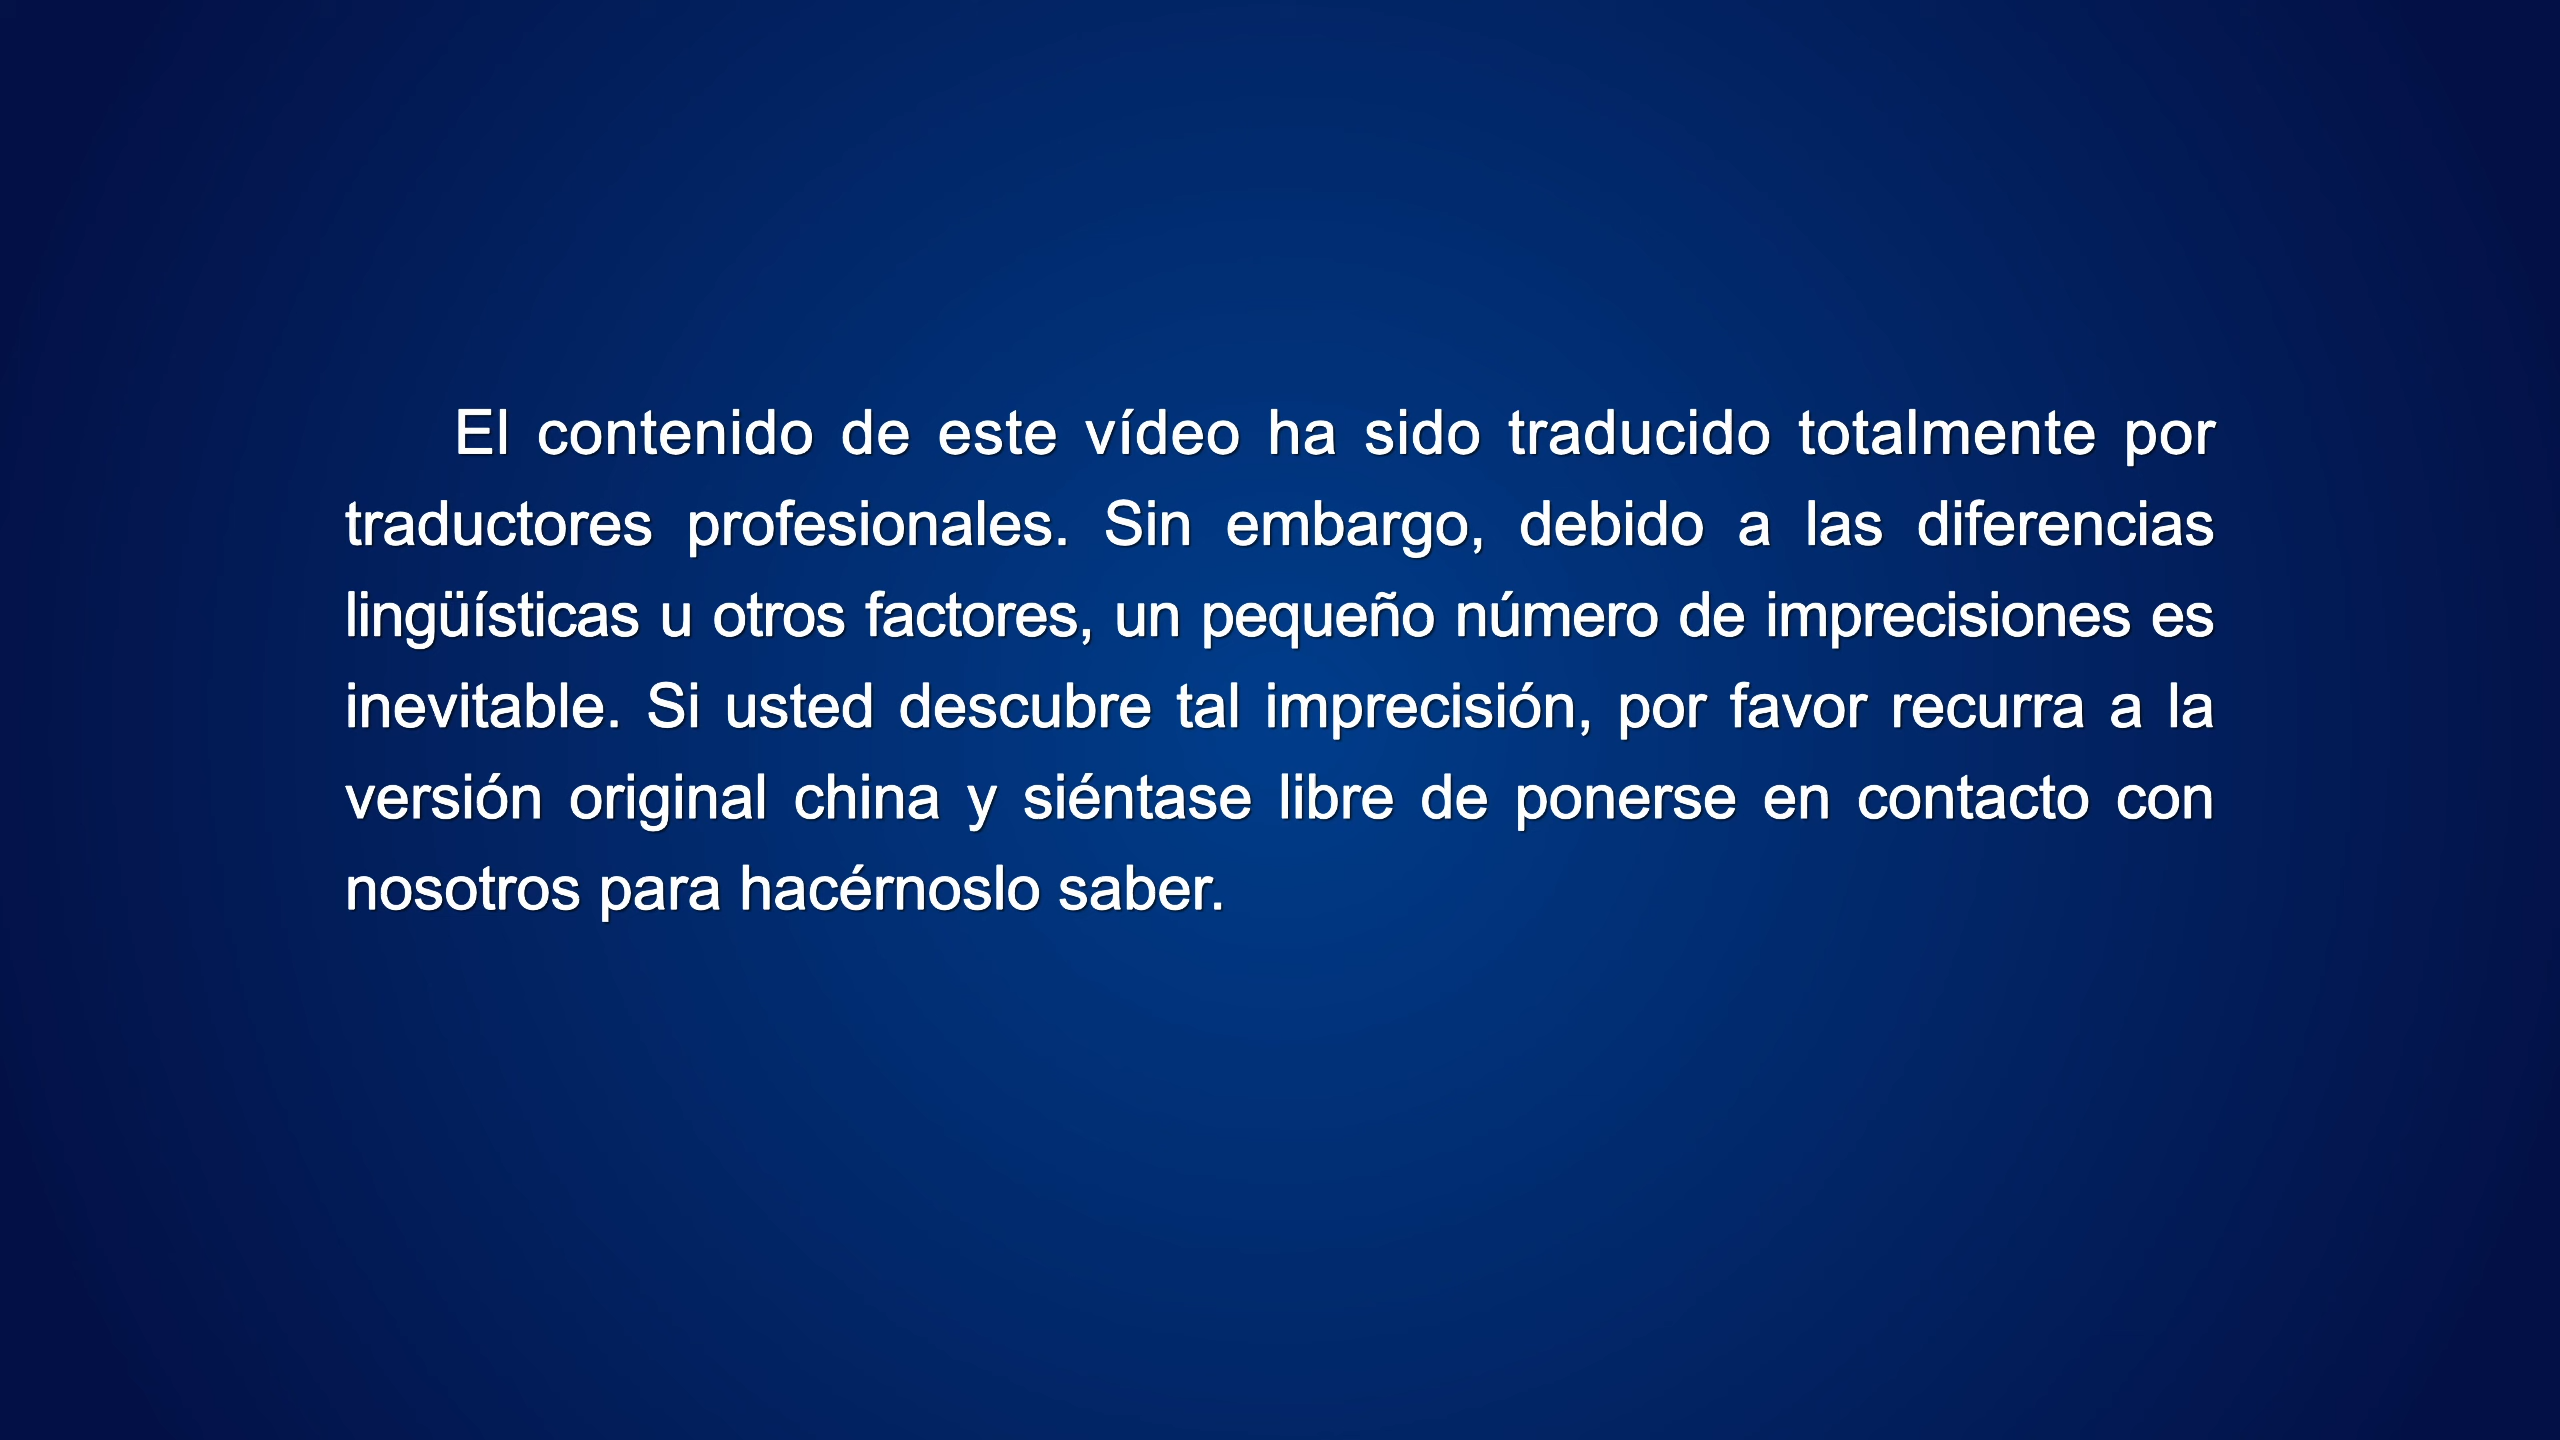 El contenido de este vídeo ha sido traducido totalmente por
traductores profesionales. Sin embargo, debido a las diferencias
lingüísticas u otros factores, un pequeño número de imprecisiones es
inevitable. Si usted descubre tal imprecisión, por favor recurra a la
versión original china y siéntase libre de ponerse en contacto con
nosotros para hacérnoslo saber.